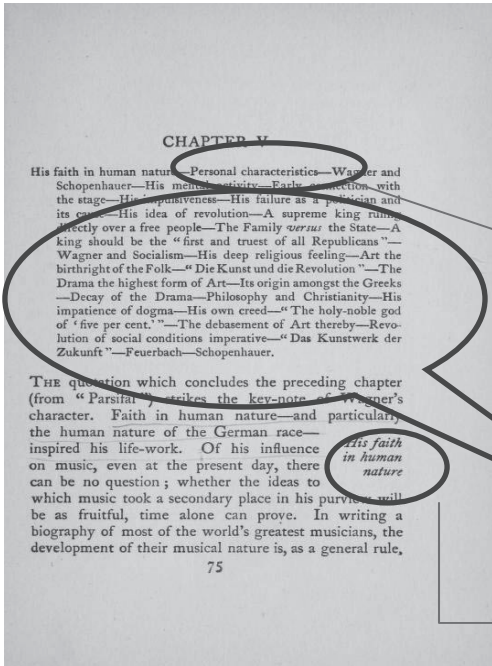 CHAPTER V
His faith in human nature—Personal characteristics—Wagner and
Schopenhauer—His mental activity—Early connection with
the stage—His impulsiveness—His failure as a politician and
its cause—His idea of revolution—A supreme king ruling
directly over a free people—The Family versus the State—A
king should be the “first and truest of all Republicans”—
Wagner and Socialism—His deep religious feeling—Art the
birthright of the Folk—“Die Kunst und die Revolution”—The
Drama the highest form of Art—Its origin amongst the Greeks
—Decay of the Drama—Philosophy and Christianity—His
impatience of dogma—His own creed—“The holy-noble god
of ‘five per cent.’”—The debasement of Art thereby—Revo-
lution of social conditions imperative—“Das Kunstwerk der
Zukunft”—Feuerbach—Schopenhauer.
THE quotation which concludes the preceding chapter
(from “Parsifal”) strikes the key-note of Wagner’s
character. Faith in human nature—and particularly
the human nature of the German race—
inspired his life-work. Of his influence
on music, even at the present day, there
can be no question; whether the ideas to
His faith
in human
nature
which music took a secondary place in his purview will
be as fruitful, time alone can prove. In writing a
biography of most of the world’s greatest musicians, the
development of their musical nature is, as a general rule,
75